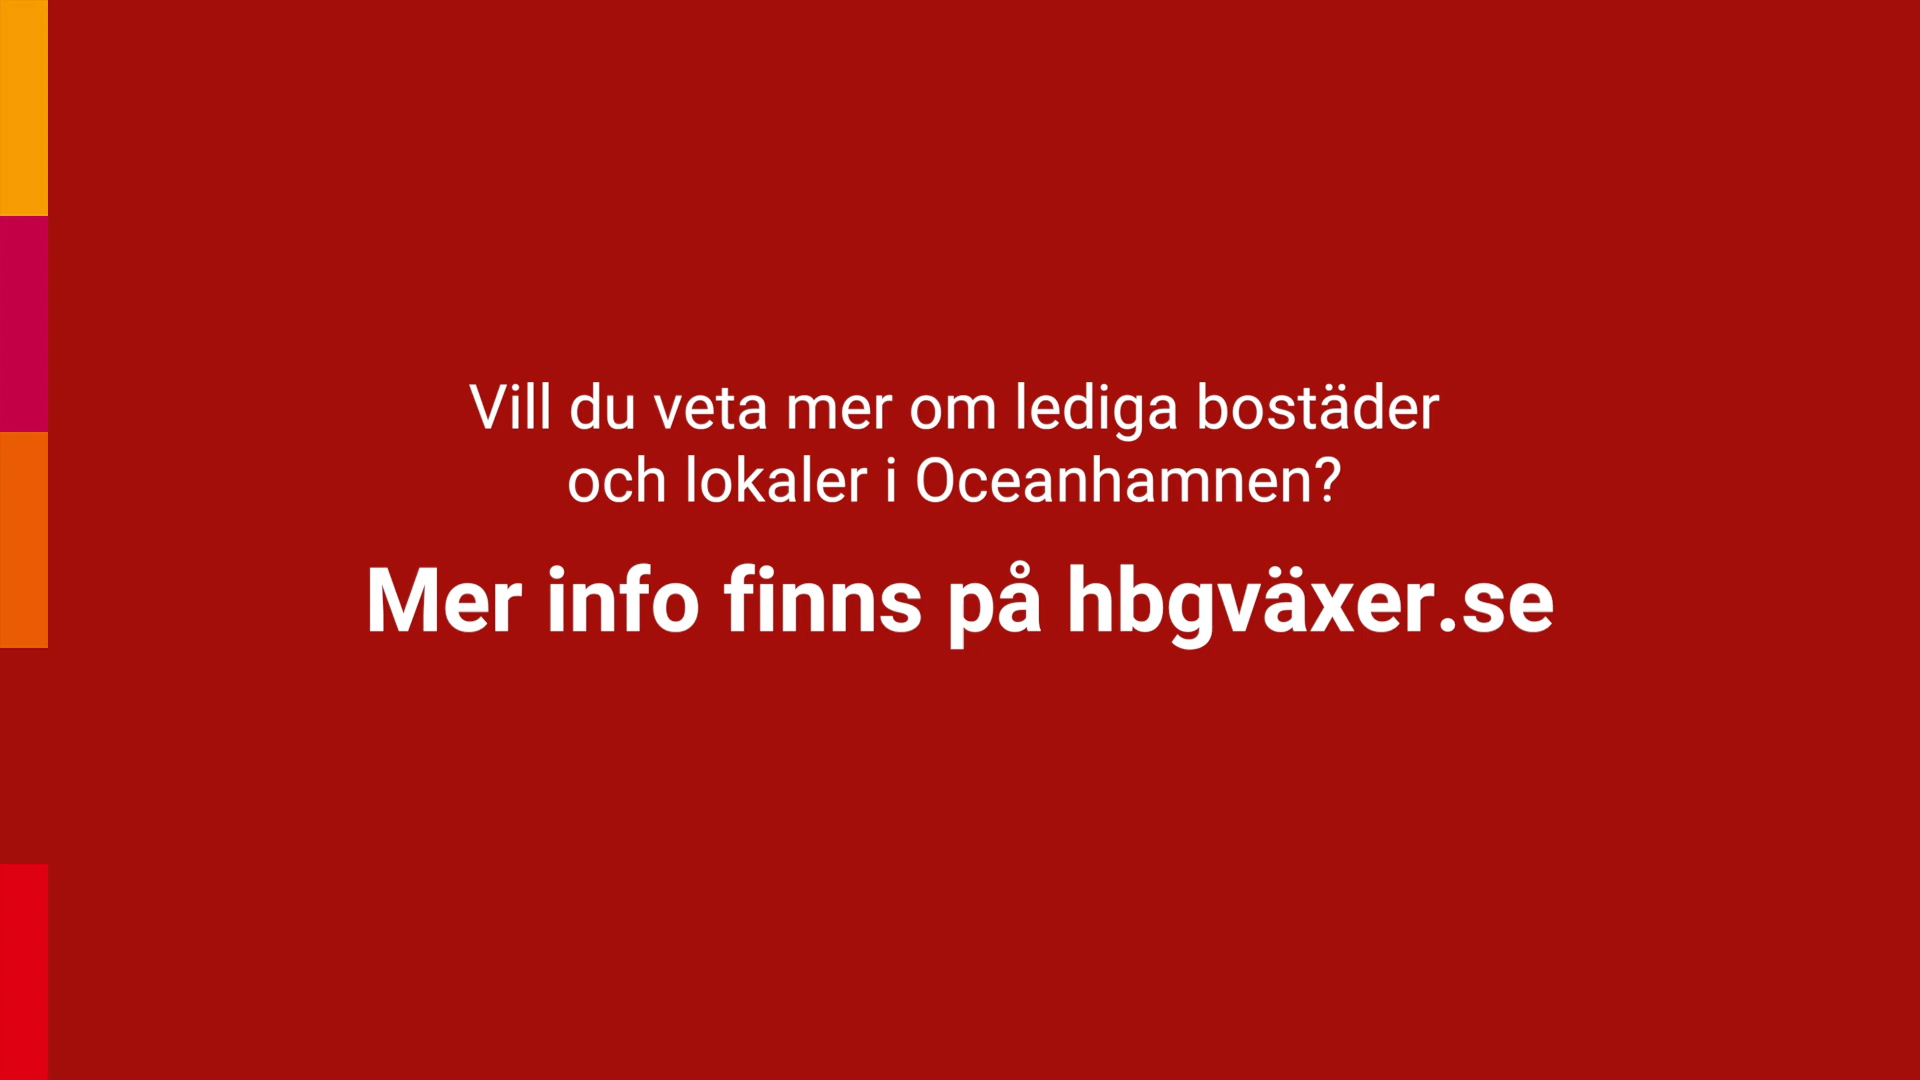 Vill du veta mer om lediga bostäder
och lokaler i Oceanhamnen?
Mer info finns på hbgväxer.se